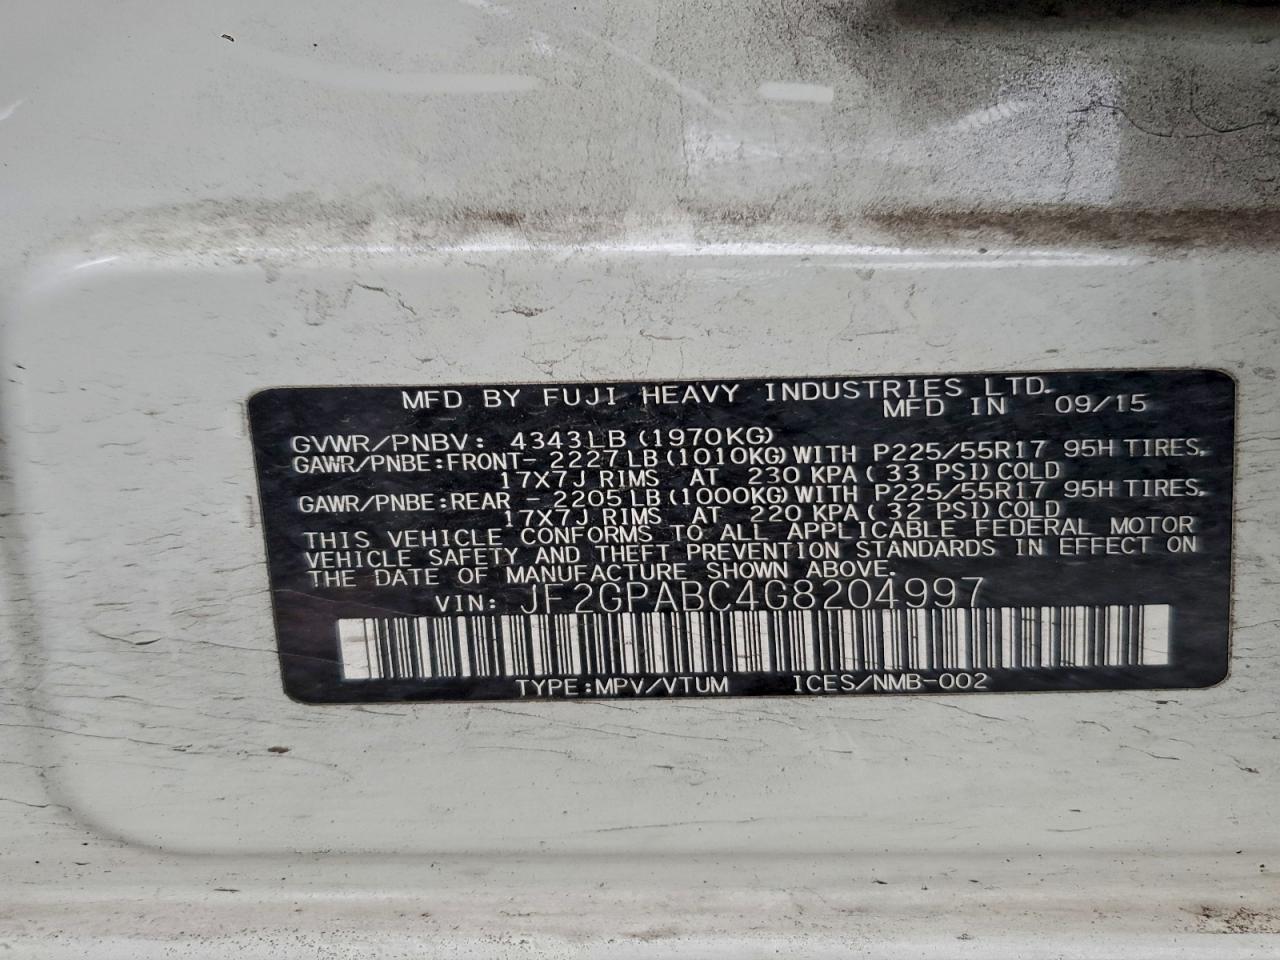 MFD BY FUJI HEAVY INDUSTRIES LTD.
MFD IN 09/15
GVWR/PNBV: 4343LB(1970KG)
GAWR/PNBE:FRONT-2227LB(1010KG)WITH P225/55R17 95H TIRES,
17X7J RIMS AT 230 KPA(33 PSI)COLD
GAWR/PNBE:REAR -2205LB(1000KG)WITH P225/55R17 95H TIRES,
17X7J RIMS AT 220 KPA(32 PSI)COLD
THIS VEHICLE CONFORMS TO ALL APPLICABLE FEDERAL MOTOR
VEHICLE SAFETY AND THEFT PREVENTION STANDARDS IN EFFECT ON
THE DATE OF MANUFACTURE SHOWN ABOVE.
VIN: JF2GPABC4G8204997
TYPE:MPV/VTUM ICES/NMB-002